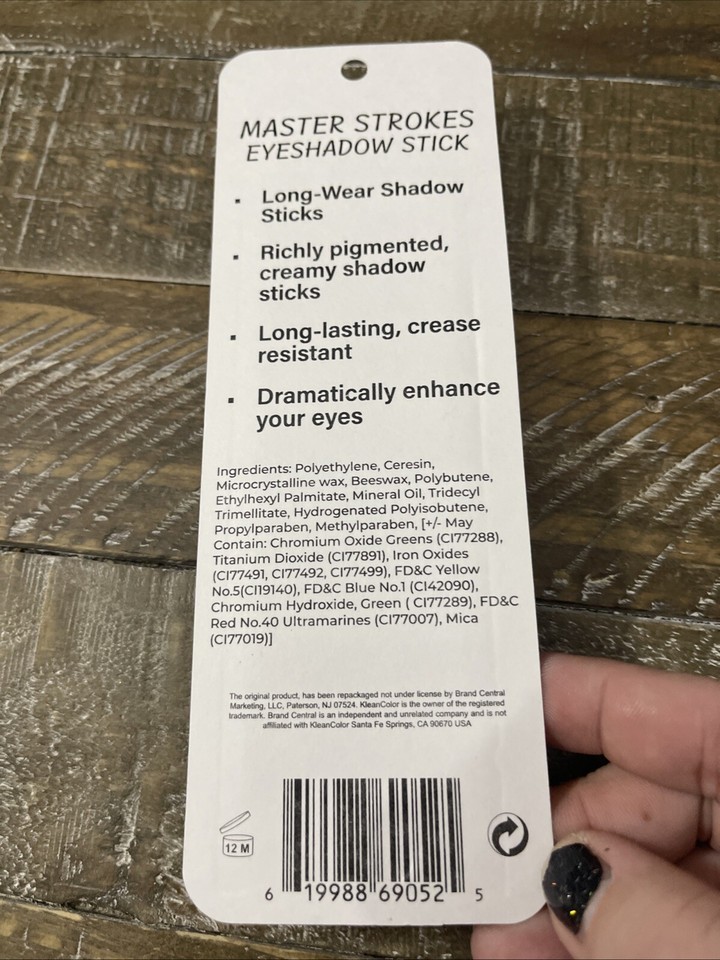 MASTER STROKES
EYESHADOW STICK
▪ Long-Wear Shadow
Sticks
▪ Richly pigmented,
creamy shadow
sticks
▪ Long-lasting, crease
resistant
▪ Dramatically enhance
your eyes
Ingredients: Polyethylene, Ceresin,
Microcrystalline wax, Beeswax, Polybutene,
Ethylhexyl Palmitate, Mineral Oil, Tridecyl
Trimellitate, Hydrogenated Polyisobutene,
Propylparaben, Methylparaben, [+/- May
Contain: Chromium Oxide Greens (CI77288),
Titanium Dioxide (CI77891), Iron Oxides
(CI77491, CI77492, CI77499), FD&C Yellow
No.5(CI19140), FD&C Blue No.1 (CI42090),
Chromium Hydroxide, Green ( CI77289), FD&C
Red No.40 Ultramarines (CI77007), Mica
(CI77019)]
The original product, has been repackaged not under license by Brand Central
Marketing, LLC, Paterson, NJ 07524. KleanColor is the owner of the registered
trademark. Brand Central is an independent and unrelated company and is not
affiliated with KleanColor Santa Fe Springs, CA 90670 USA
12 M
6 19988 69052 5